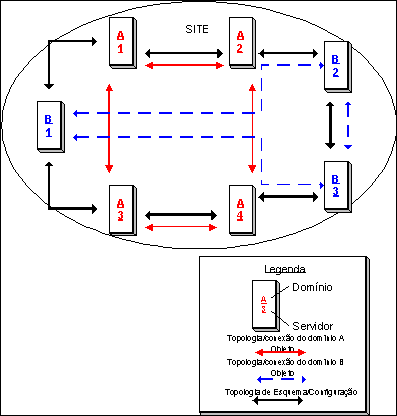 SITE
A
1
A
2
B
2
B
1
A
3
A
4
B
3
Legenda
Domínio
Servidor
Topologia/conexão do domínio A
Objeto
Topologia/conexão do domínio B
Objeto
Topologia de Esquema/Configuração